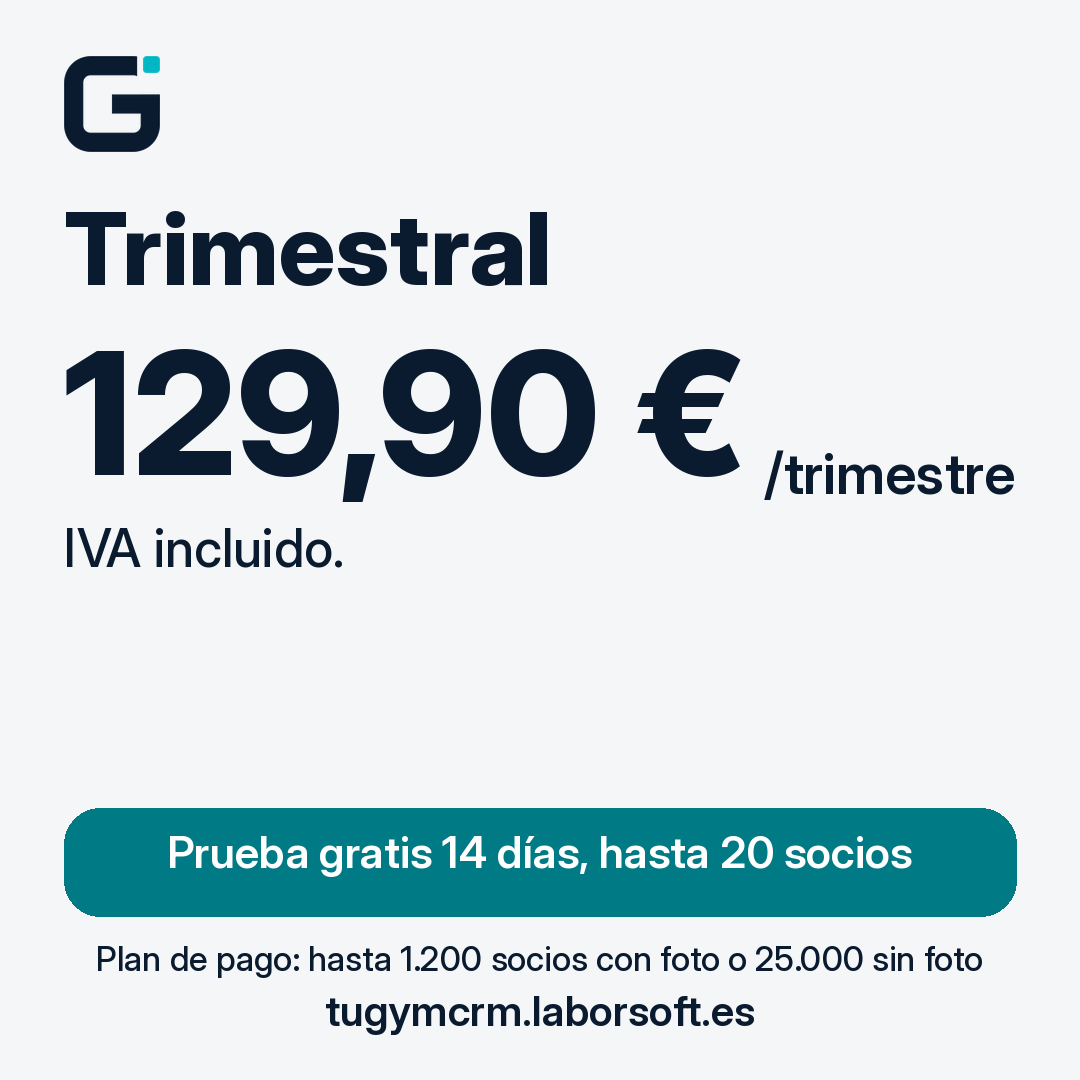 Trimestral
129,90 € /trimestre
IVA incluido.
Prueba gratis 14 días, hasta 20 socios
Plan de pago: hasta 1.200 socios con foto o 25.000 sin foto
tugymcrm.laborsoft.es